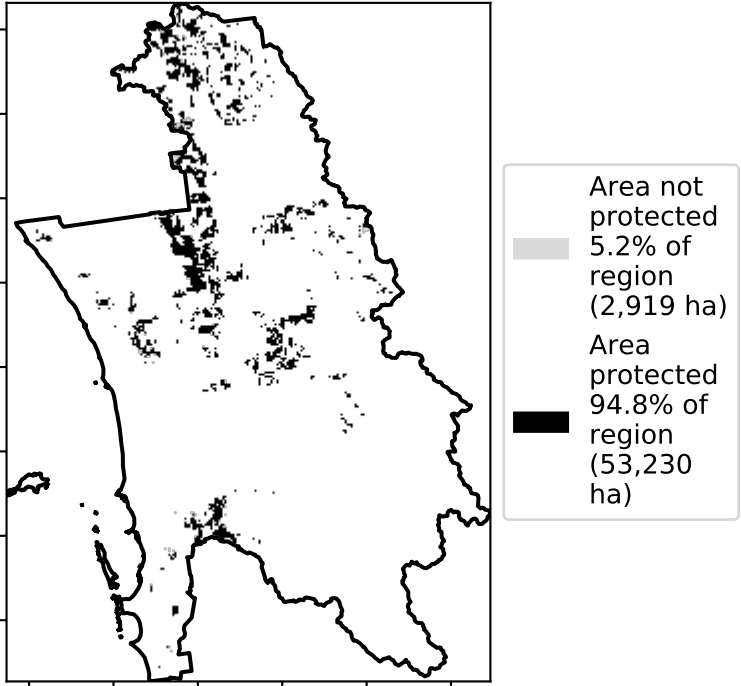 Area not
protected
5.2% of
region
(2,919 ha)
Area
protected
94.8% of
region
(53,230
ha)